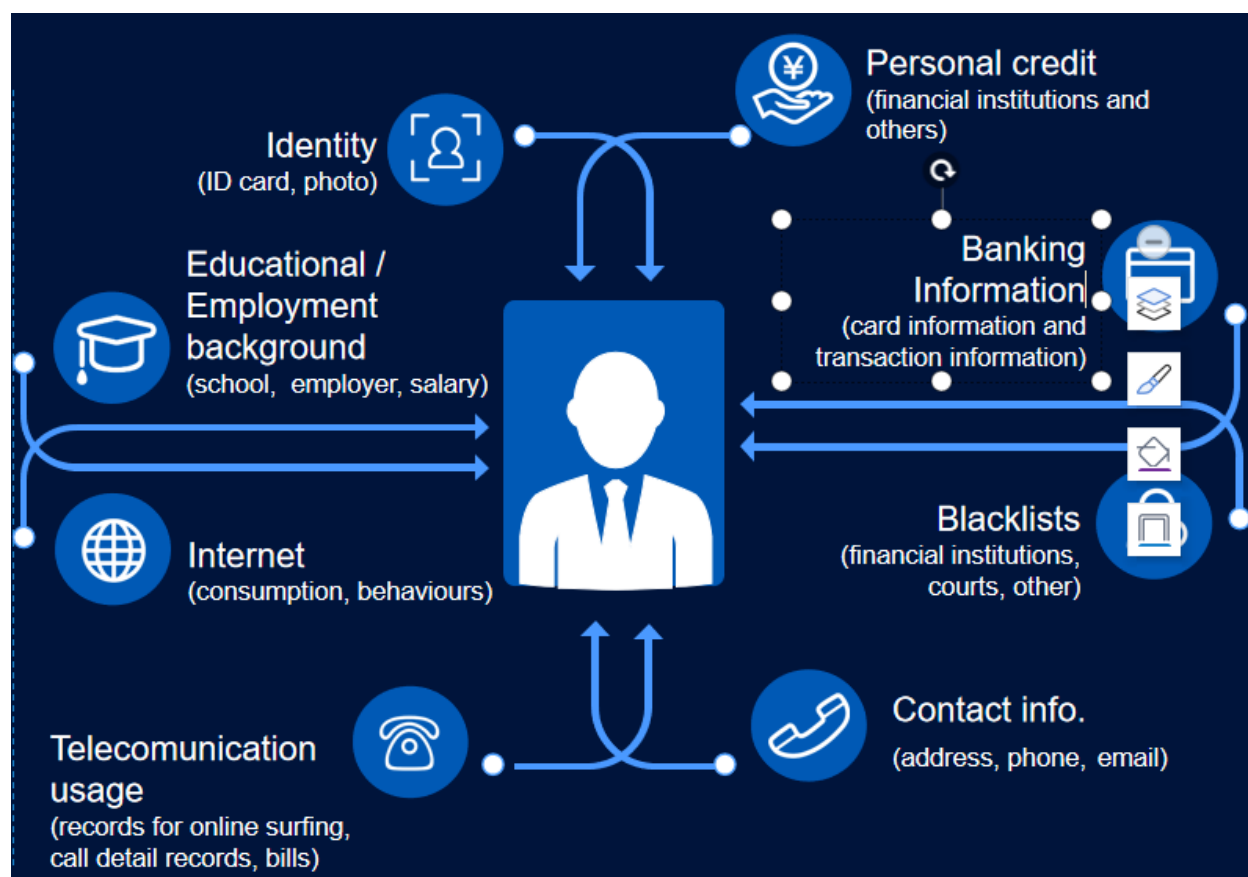 Personal credit
(financial institutions and
others)
Identity
(ID card, photo)
Banking
Information
(card information and
transaction information)
Educational /
Employment
background
(school, employer, salary)
Blacklists
(financial institutions,
courts, other)
Internet
(consumption, behaviours)
Contact info.
(address, phone, email)
Telecomunication
usage
(records for online surfing,
call detail records, bills)